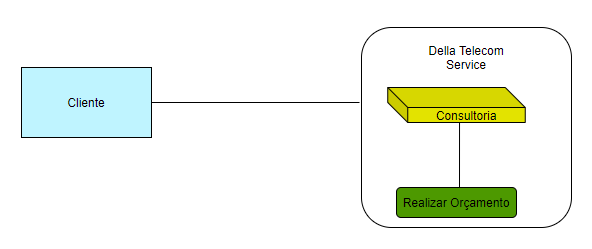 Cliente
Della Telecom
Service
Consultoria
Realizar Orçamento